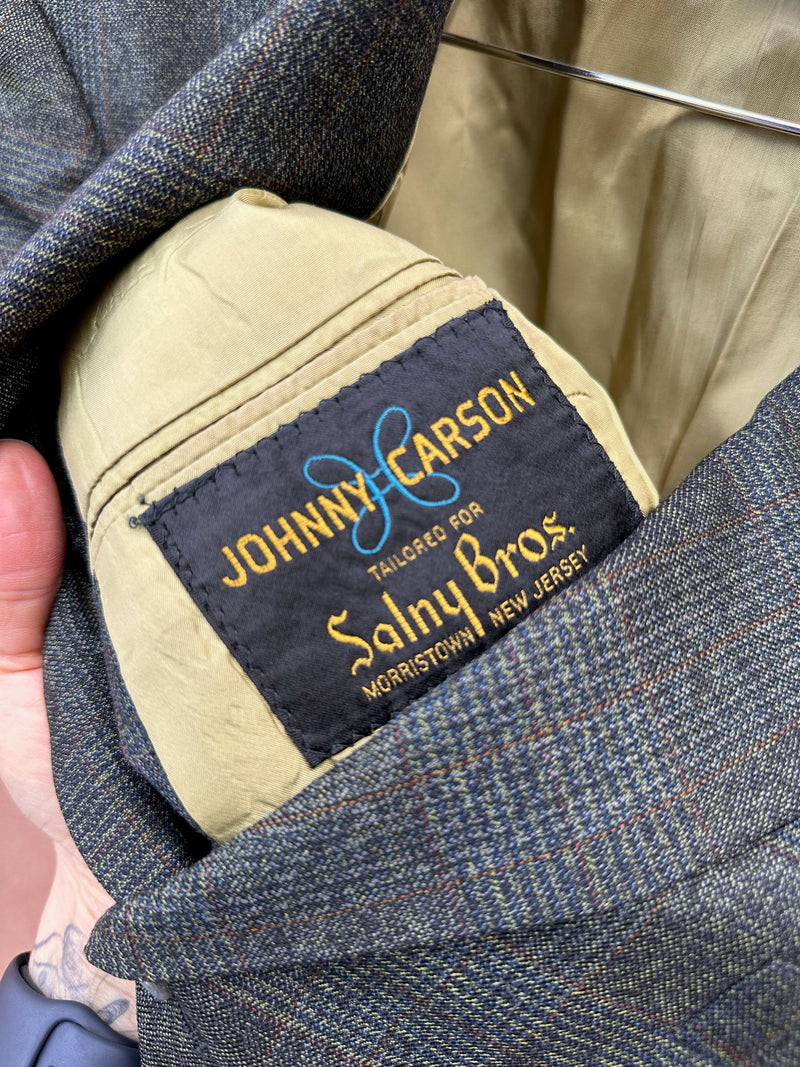 JOHNNY CARSON
TAILORED FOR
Salny Bros.
MORRISTOWN NEW JERSEY